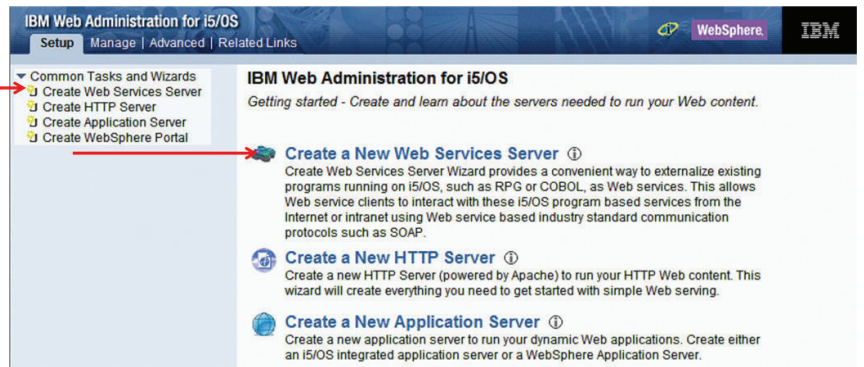 IBM Web Administration for i5/OS
Setup Manage | Advanced | Related Links
WebSphere.
IBM
Common Tasks and Wizards
Create Web Services Server
Create HTTP Server
Create Application Server
Create WebSphere Portal
IBM Web Administration for i5/OS
Getting started - Create and learn about the servers needed to run your Web content.
Create a New Web Services Server
Create Web Services Server Wizard provides a convenient way to externalize existing
programs running on i5/OS, such as RPG or COBOL, as Web services. This allows
Web service clients to interact with these i5/OS program based services from the
Internet or intranet using Web service based industry standard communication
protocols such as SOAP.
Create a New HTTP Server
Create a new HTTP Server (powered by Apache) to run your HTTP Web content. This
wizard will create everything you need to get started with simple Web serving.
Create a New Application Server
Create a new application server to run your dynamic Web applications. Create either
an i5/OS integrated application server or a WebSphere Application Server.